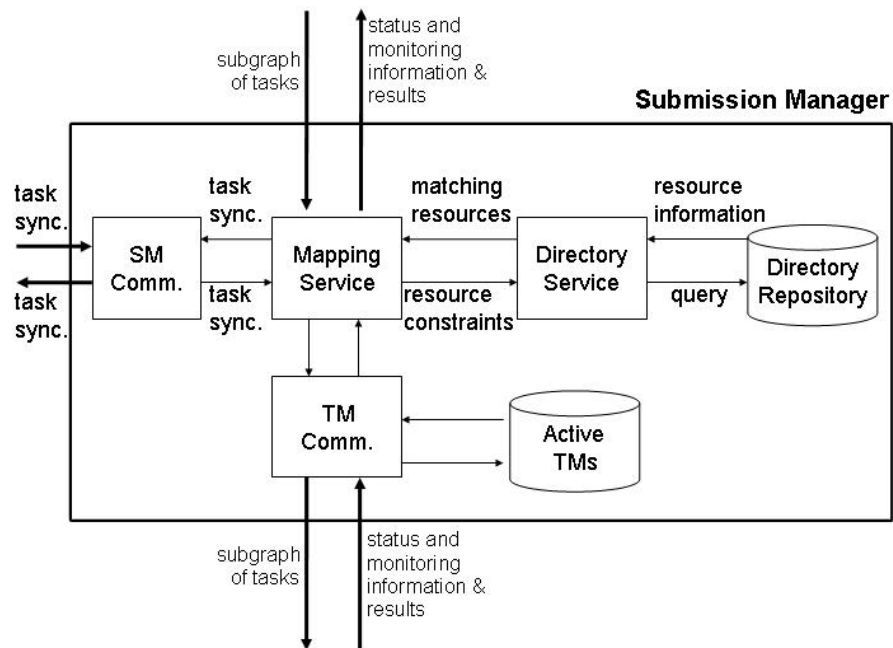 subgraph
of tasks
status and
monitoring
information &
results
Submission Manager
task
sync.
task
sync.
matching
resources
resource
information
SM
Comm.
Mapping
Service
Directory
Service
Directory
Repository
task
sync.
task
sync.
resource
constraints
query
TM
Comm.
Active
TMs
subgraph
of tasks
status and
monitoring
information &
results